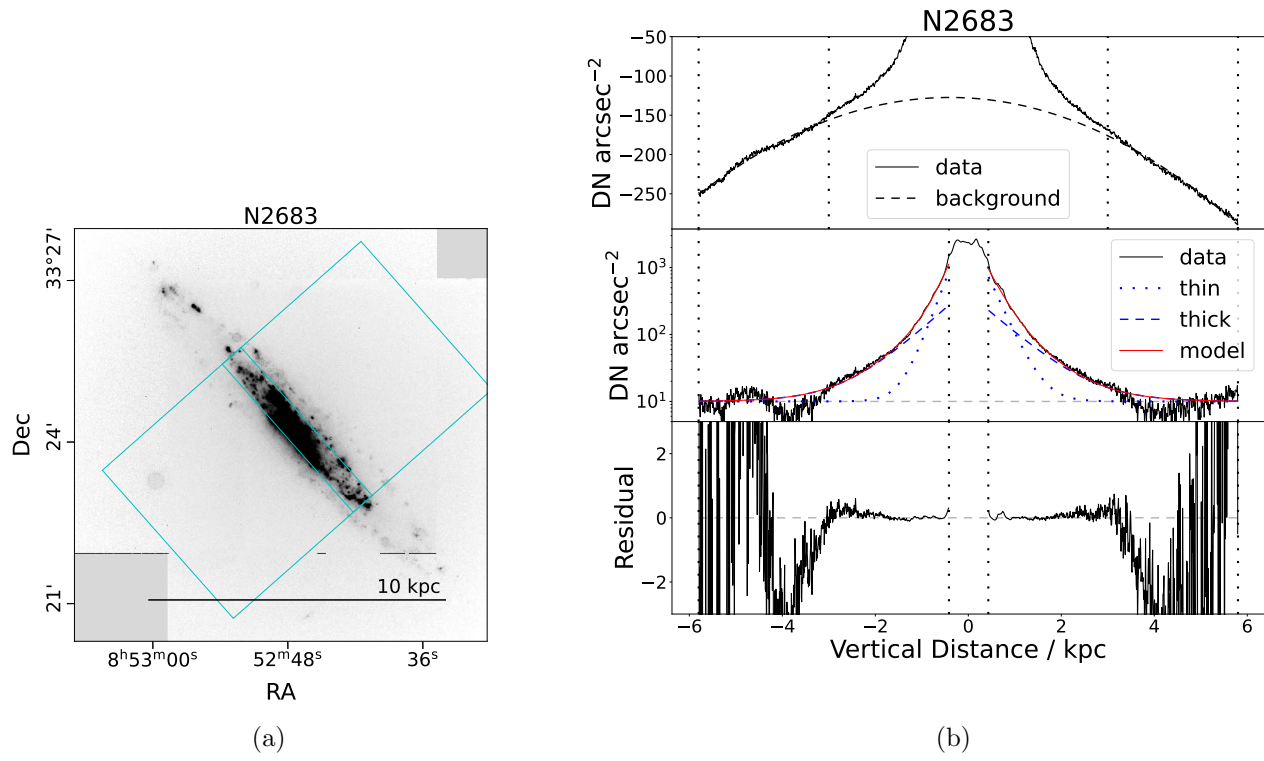 N2683
33°27'
24'
21'
Dec
10 kpc
8ʰ53ᵐ00ˢ
52ᵐ48ˢ
36ˢ
RA
(a)
N2683
−50
−100
−150
−200
−250
DN arcsec⁻²
data
background
10³
10²
10¹
DN arcsec⁻²
data
thin
thick
model
2
0
−2
Residual
−6
−4
−2
0
2
4
6
Vertical Distance / kpc
(b)